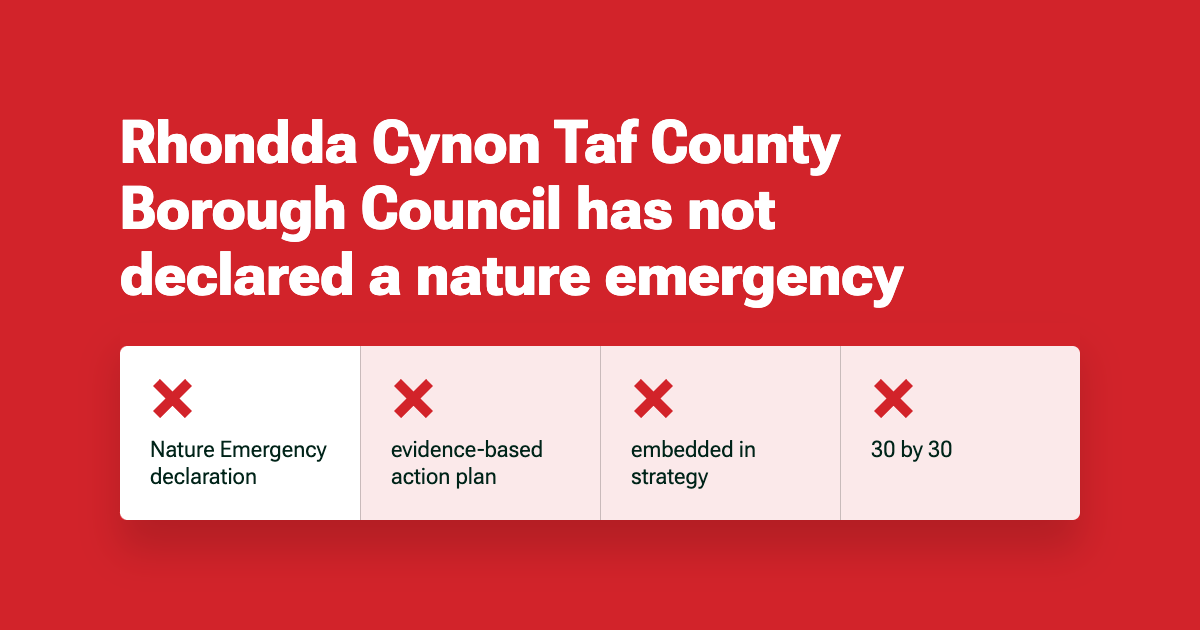 Rhondda Cynon Taf County
Borough Council has not
declared a nature emergency
Nature Emergency
declaration
evidence-based
action plan
embedded in
strategy
30 by 30